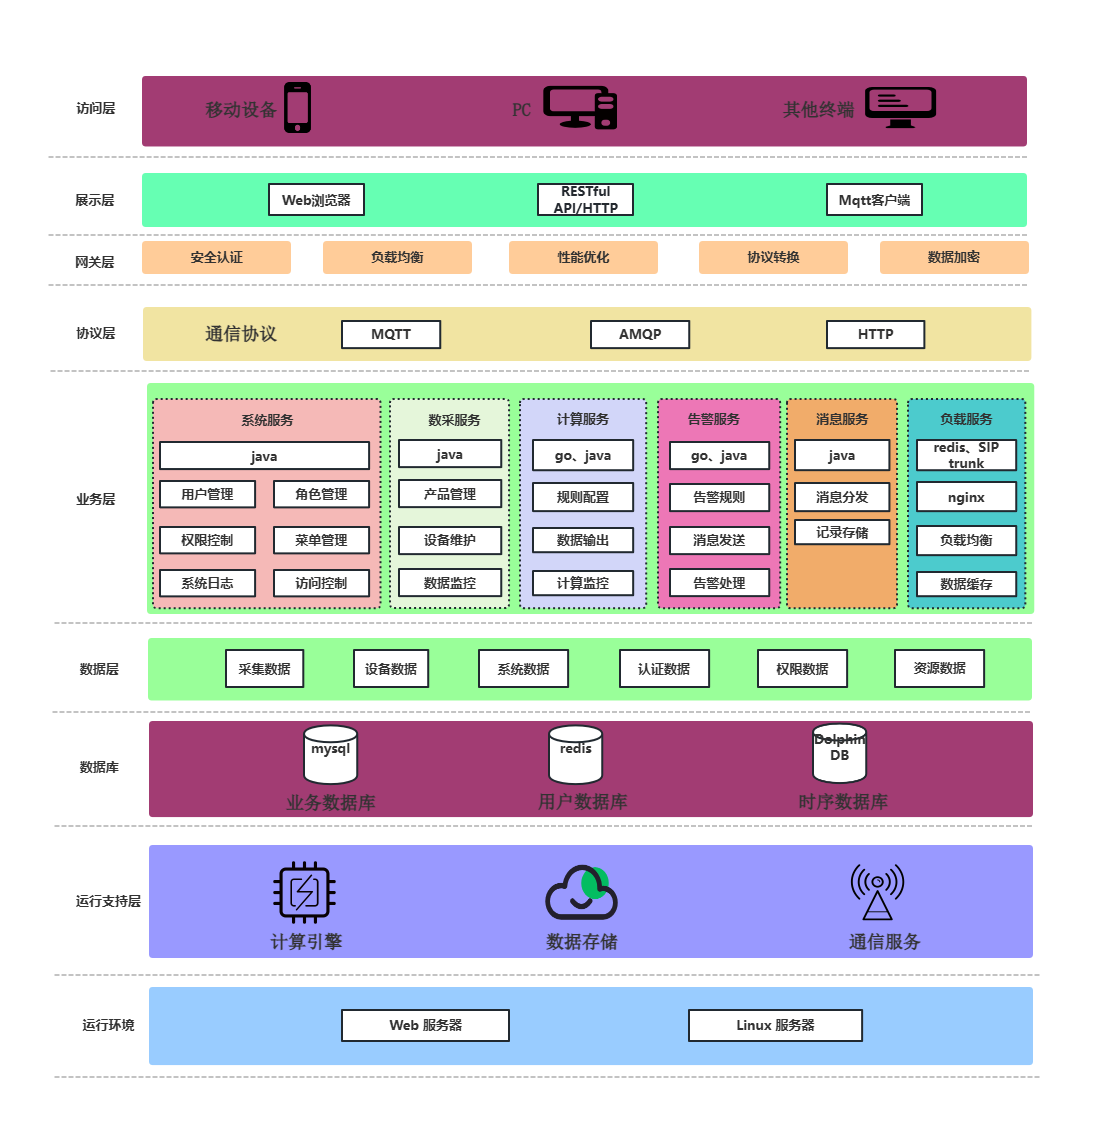 访问层
移动设备
PC
其他终端
展示层
Web浏览器
RESTful
API/HTTP
Mqtt客户端
网关层
安全认证
负载均衡
性能优化
协议转换
数据加密
协议层
通信协议
MQTT
AMQP
HTTP
业务层
系统服务
java
用户管理
角色管理
权限控制
菜单管理
系统日志
访问控制
数采服务
java
产品管理
设备维护
数据监控
计算服务
go、java
规则配置
数据输出
计算监控
告警服务
go、java
告警规则
消息发送
告警处理
消息服务
java
消息分发
记录存储
负载服务
redis、SIP
trunk
nginx
负载均衡
数据缓存
数据层
采集数据
设备数据
系统数据
认证数据
权限数据
资源数据
数据库
mysql
业务数据库
redis
用户数据库
Dolphin
DB
时序数据库
运行支持层
计算引擎
数据存储
通信服务
运行环境
Web 服务器
Linux 服务器